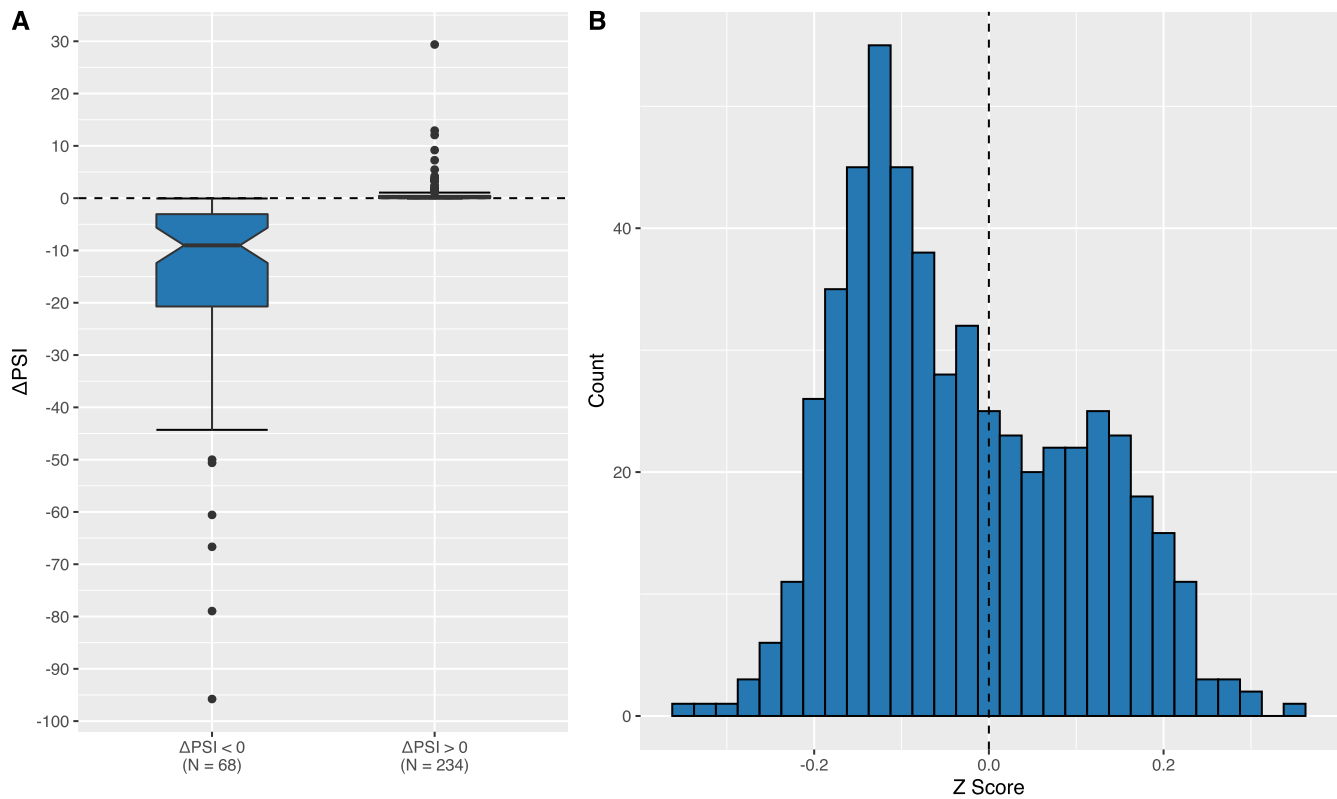 A
ΔPSI
30
20
10
0
-10
-20
-30
-40
-50
-60
-70
-80
-90
-100
ΔPSI < 0
(N = 68)
ΔPSI > 0
(N = 234)
B
Count
40
20
0
-0.2
0.0
0.2
Z Score